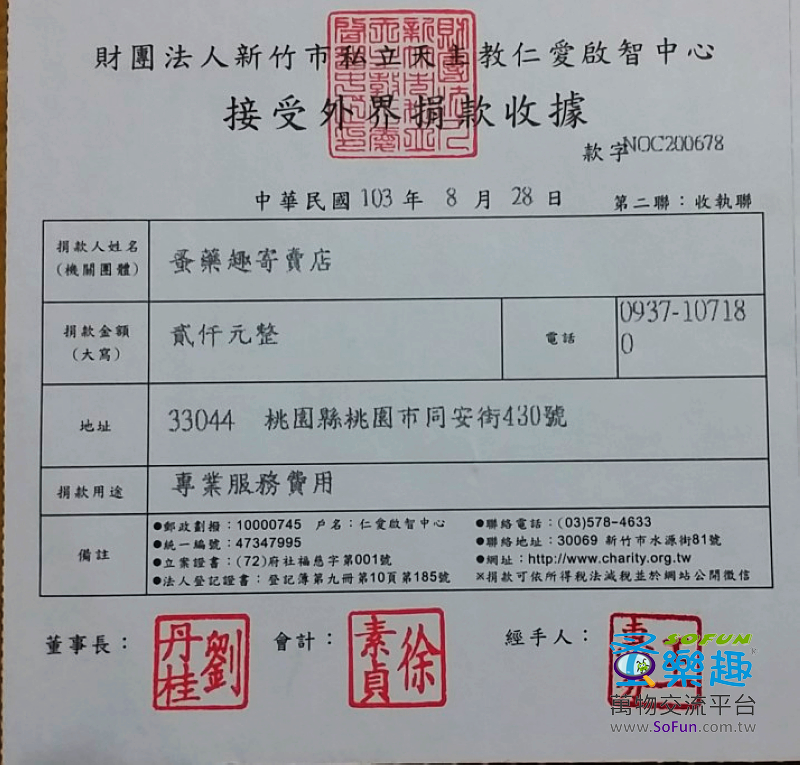 財團法人新竹市私立天主教仁愛啟智中心
接受外界捐款收據
款字NOC200678
中華民國 103 年 8 月 28 日 第二聯：收執聯
捐款人姓名
(機關團體)
蚤藥趣寄賣店
捐款金額
(大寫)
貳仟元整
電話
0937-10718
0
地址
33044 桃園縣桃園市同安街430號
捐款用途
專業服務費用
備註
●郵政劃撥：10000745 戶名：仁愛啟智中心
●統一編號：47347995
●立案證書：(72)府社福慈字第001號
●法人登記證書：登記簿第九冊第10頁第185號
●聯絡電話：(03)578-4633
●聯絡地址：30069 新竹市水源街81號
●網址：http://www.charity.org.tw
※捐款可依所得稅法減稅並於網站公開徵信
董事長：
劉丹桂
會計：
徐素貞
經手人：
SOFUN
蚤樂趣
萬物交流平台
www.SoFun.com.tw